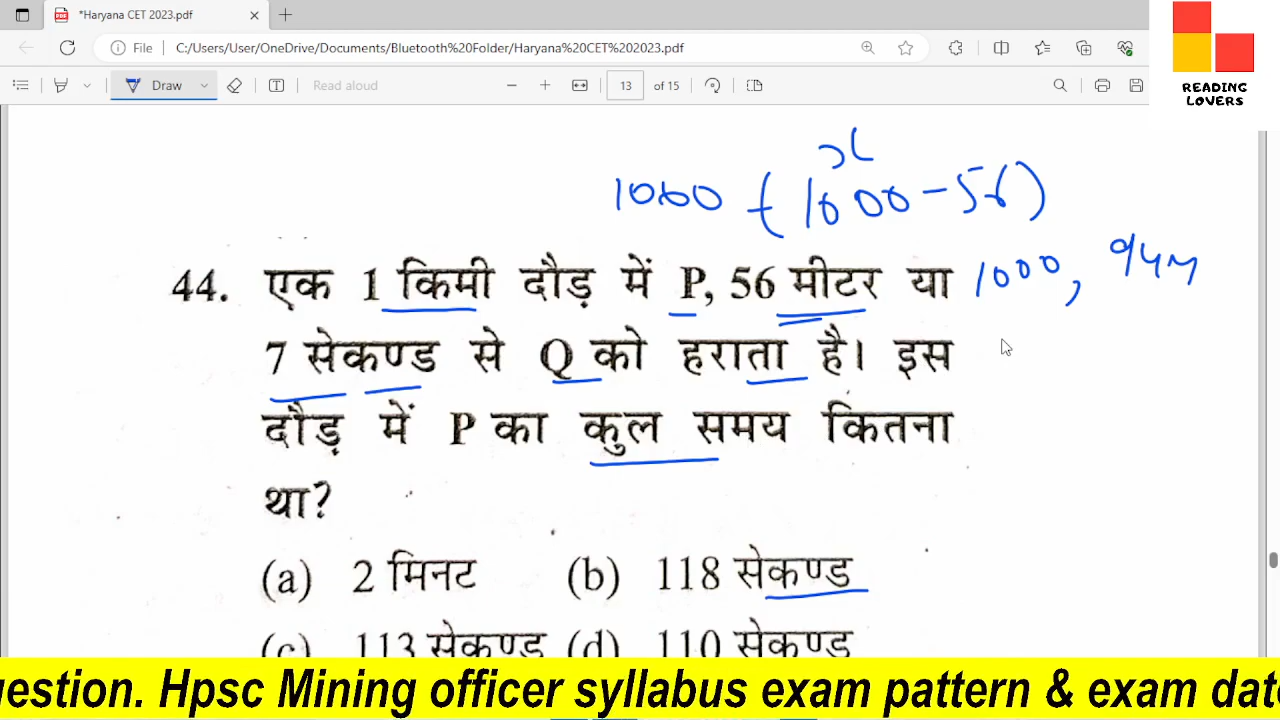 *Haryana CET 2023.pdf
File C:/Users/User/OneDrive/Documents/Bluetooth%20Folder/Haryana%20CET%202023.pdf
Draw Read aloud 13 of 15
READING
LOVERS
x
1000 (1000-56)
44. एक 1 किमी दौड़ में P, 56 मीटर या 1000, 944
7 सेकण्ड से Q को हराता है। इस
दौड़ में P का कुल समय कितना
था?
(a) 2 मिनट (b) 118 सेकण्ड
(c) 113 सेकण्ड (d) 110 सेकण्ड
uestion. Hpsc Mining officer syllabus exam pattern & exam date